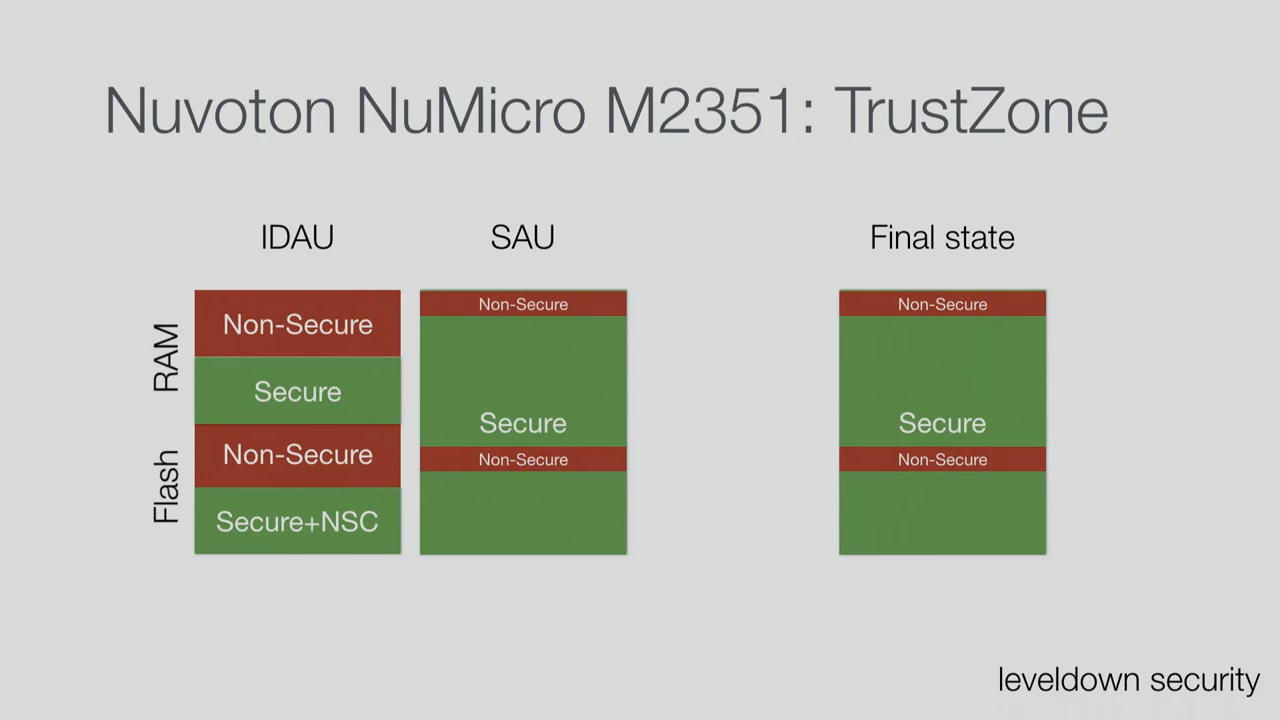 Nuvoton NuMicro M2351: TrustZone
IDAU
SAU
Final state
RAM
Flash
Non-Secure
Secure
Non-Secure
Secure+NSC
Non-Secure
Secure
Non-Secure
Non-Secure
Secure
Non-Secure
leveldown security